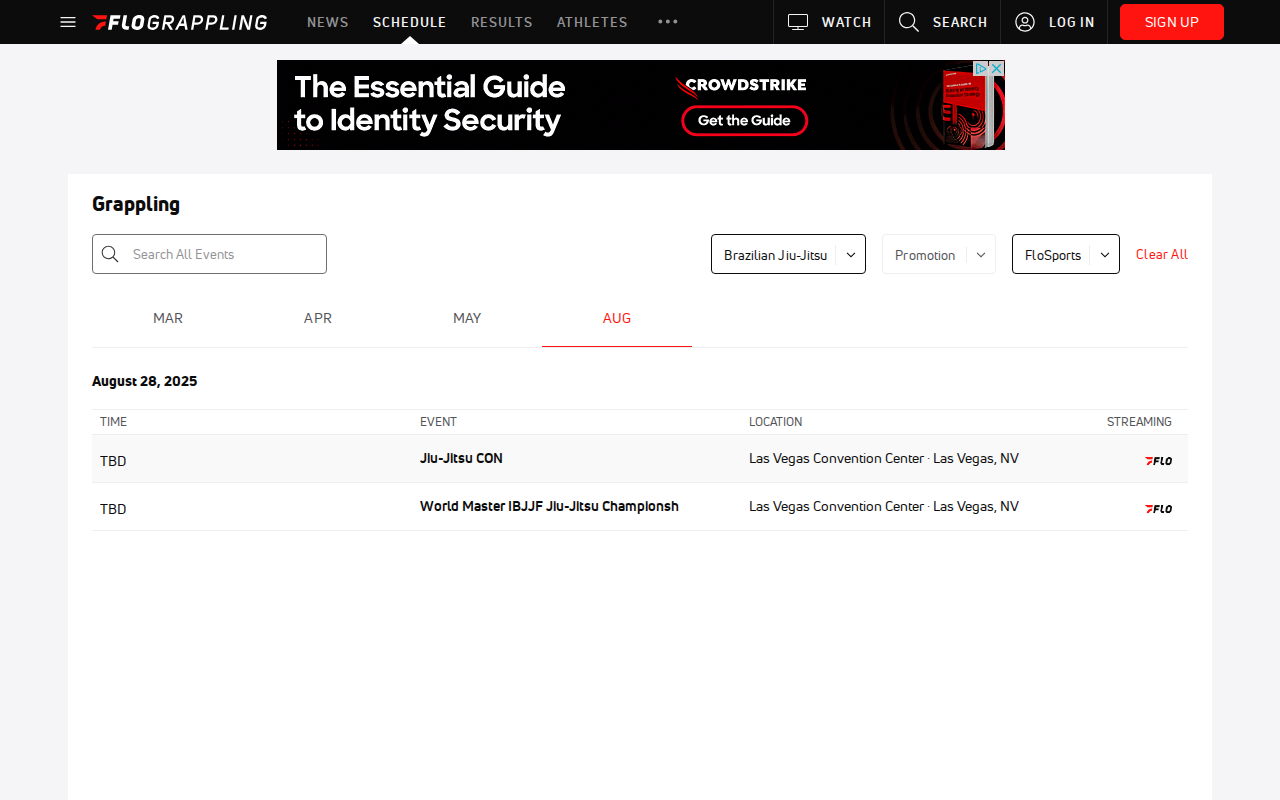 FLOGRAPPLING NEWS SCHEDULE RESULTS ATHLETES WATCH SEARCH LOG IN SIGN UP
The Essential Guide
to Identity Security
CROWDSTRIKE
Get the Guide
Grappling
Search All Events
Brazilian Jiu-Jitsu
Promotion
FloSports
Clear All
MAR APR MAY AUG
August 28, 2025
TIME EVENT LOCATION STREAMING
TBD Jiu-Jitsu CON Las Vegas Convention Center · Las Vegas, NV FLO
TBD World Master IBJJF Jiu-Jitsu Championsh Las Vegas Convention Center · Las Vegas, NV FLO